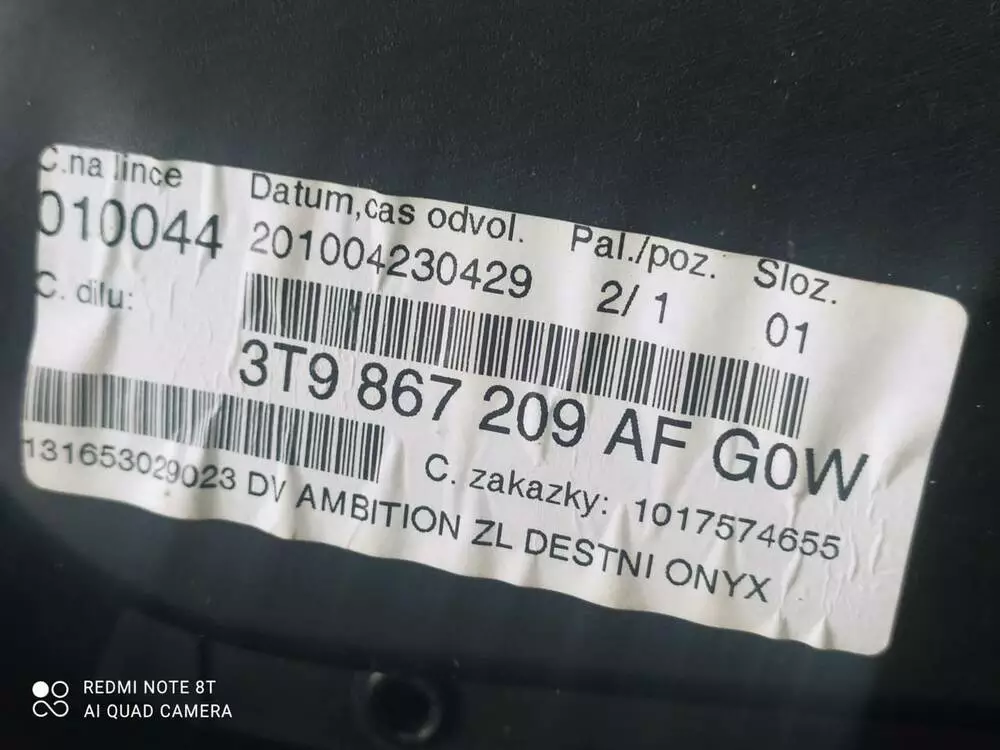 C.na lince Datum,cas odvol. Pal./poz. Sloz.
010044 201004230429 2/ 1 01
C. dilu:
3T9 867 209 AF G0W
C. zakazky: 1017574655
131653029023 DV AMBITION ZL DESTNI ONYX
REDMI NOTE 8T
AI QUAD CAMERA